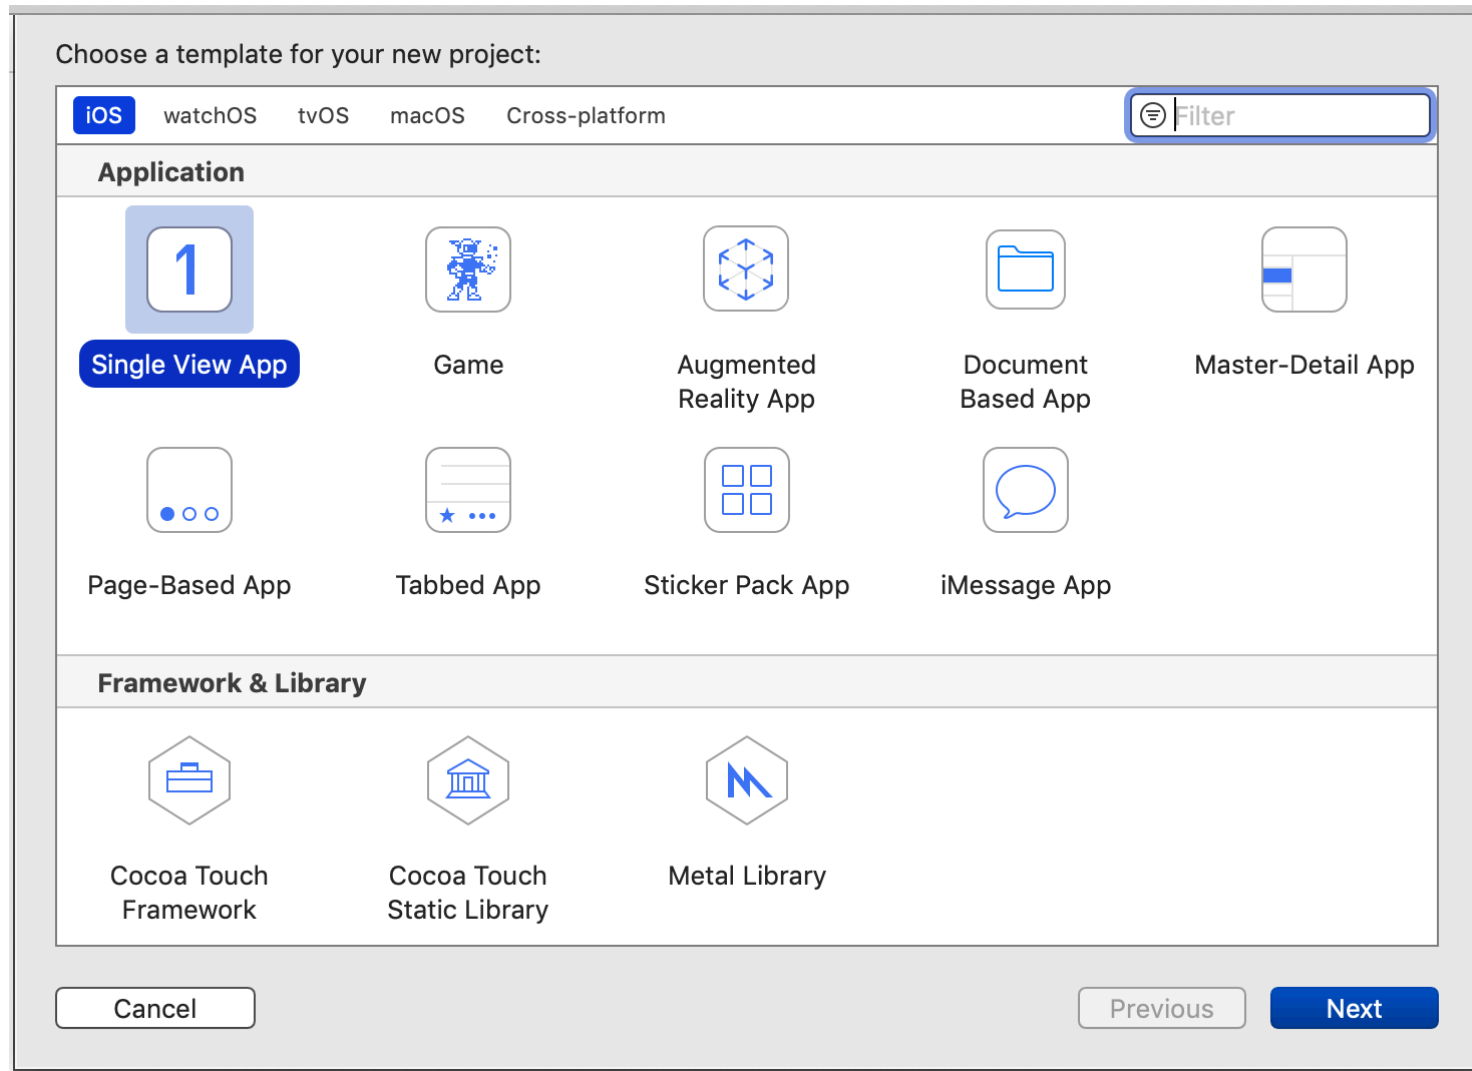 Choose a template for your new project:
iOS watchOS tvOS macOS Cross-platform Filter
Application
1
Single View App Game Augmented Reality App Document Based App Master-Detail App
Page-Based App Tabbed App Sticker Pack App iMessage App
Framework & Library
Cocoa Touch Framework Cocoa Touch Static Library Metal Library
Cancel Previous Next